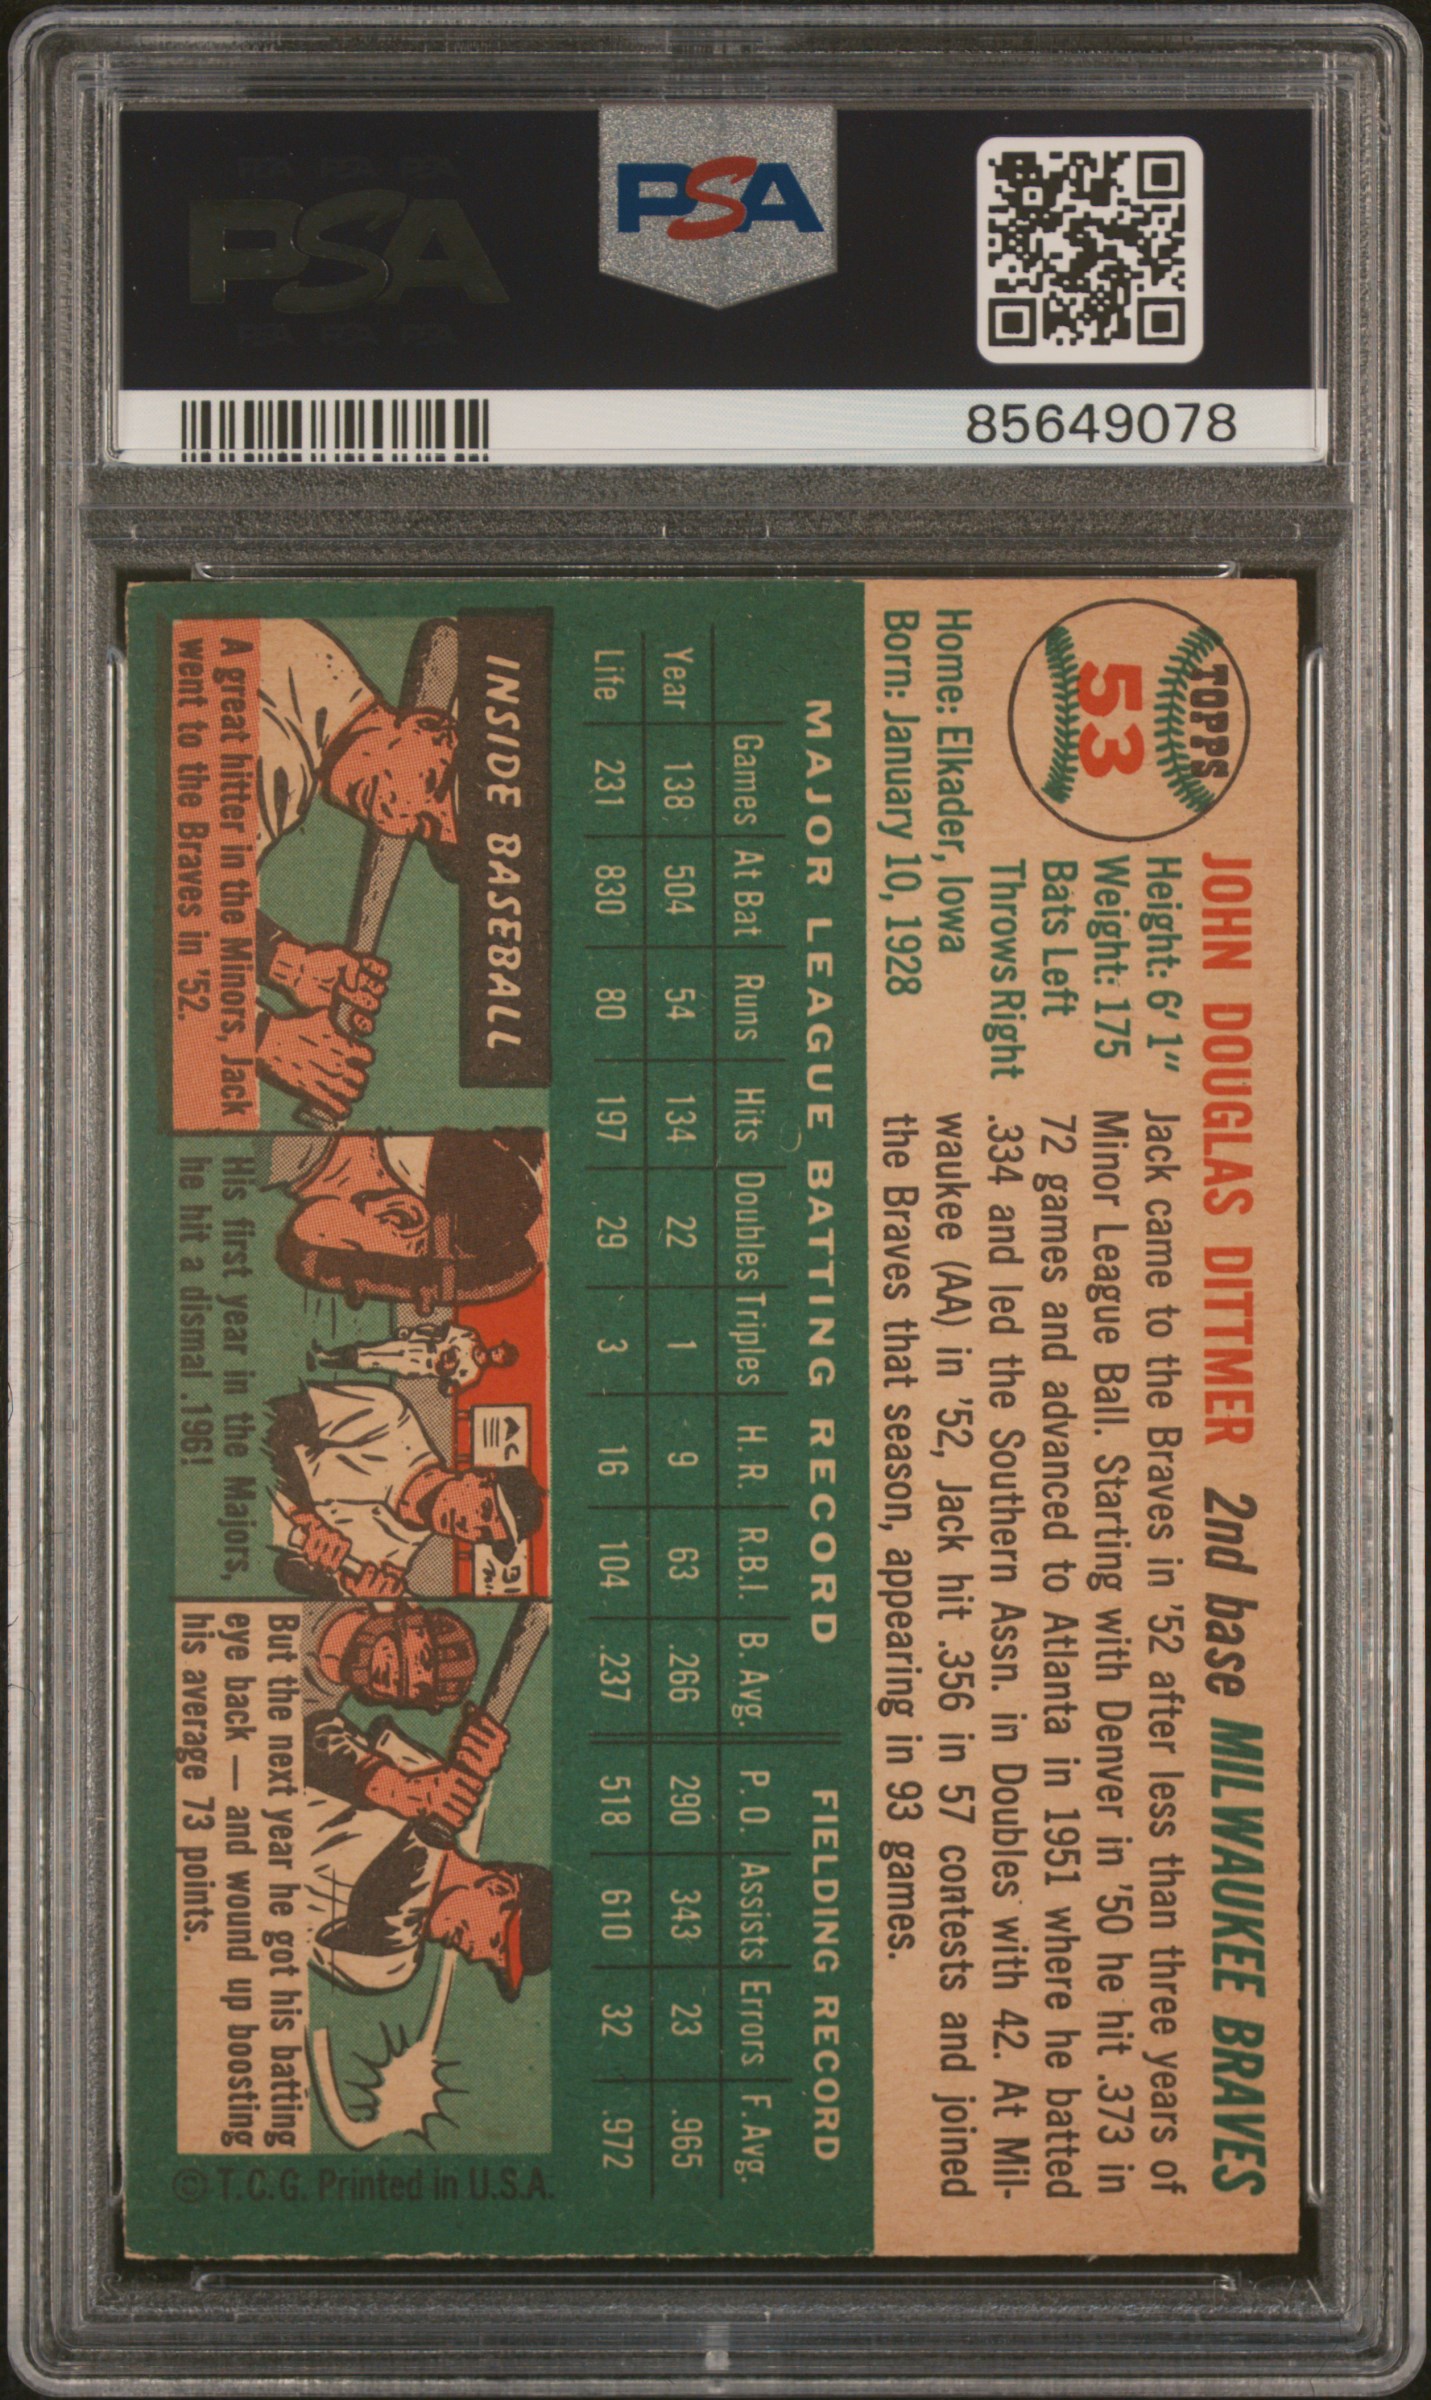 PSA PSA PSA
PSA
PSA PSA PSA
PSA
85649078
TOPPS
53
JOHN DOUGLAS DITTMER 2nd base MILWAUKEE BRAVES
Height: 6' 1"
Weight: 175
Bats Left
Throws Right
Home: Elkader, Iowa
Born: January 10, 1928
Jack came to the Braves in '52 after less than three years of
Minor League Ball. Starting with Denver in '50 he hit .373 in
72 games and advanced to Atlanta in 1951 where he batted
.334 and led the Southern Assn. in Doubles with 42. At Mil-
waukee (AA) in '52, Jack hit .356 in 57 contests and joined
the Braves that season, appearing in 93 games.
MAJOR LEAGUE BATTING RECORD FIELDING RECORD
Games At Bat Runs Hits Doubles Triples H. R. R.B.I. B. Avg. P. O. Assists Errors F. Avg.
Year 138 504 54 134 22 1 9 63 .266 290 343 23 .965
Life 231 830 80 197 29 3 16 104 .237 518 610 32 .972
INSIDE BASEBALL
A great hitter in the Minors, Jack
went to the Braves in '52.
His first year in the Majors,
he hit a dismal .196!
But the next year he got his batting
eye back — and wound up boosting
his average 73 points.
© T.C.G. Printed in U.S.A.